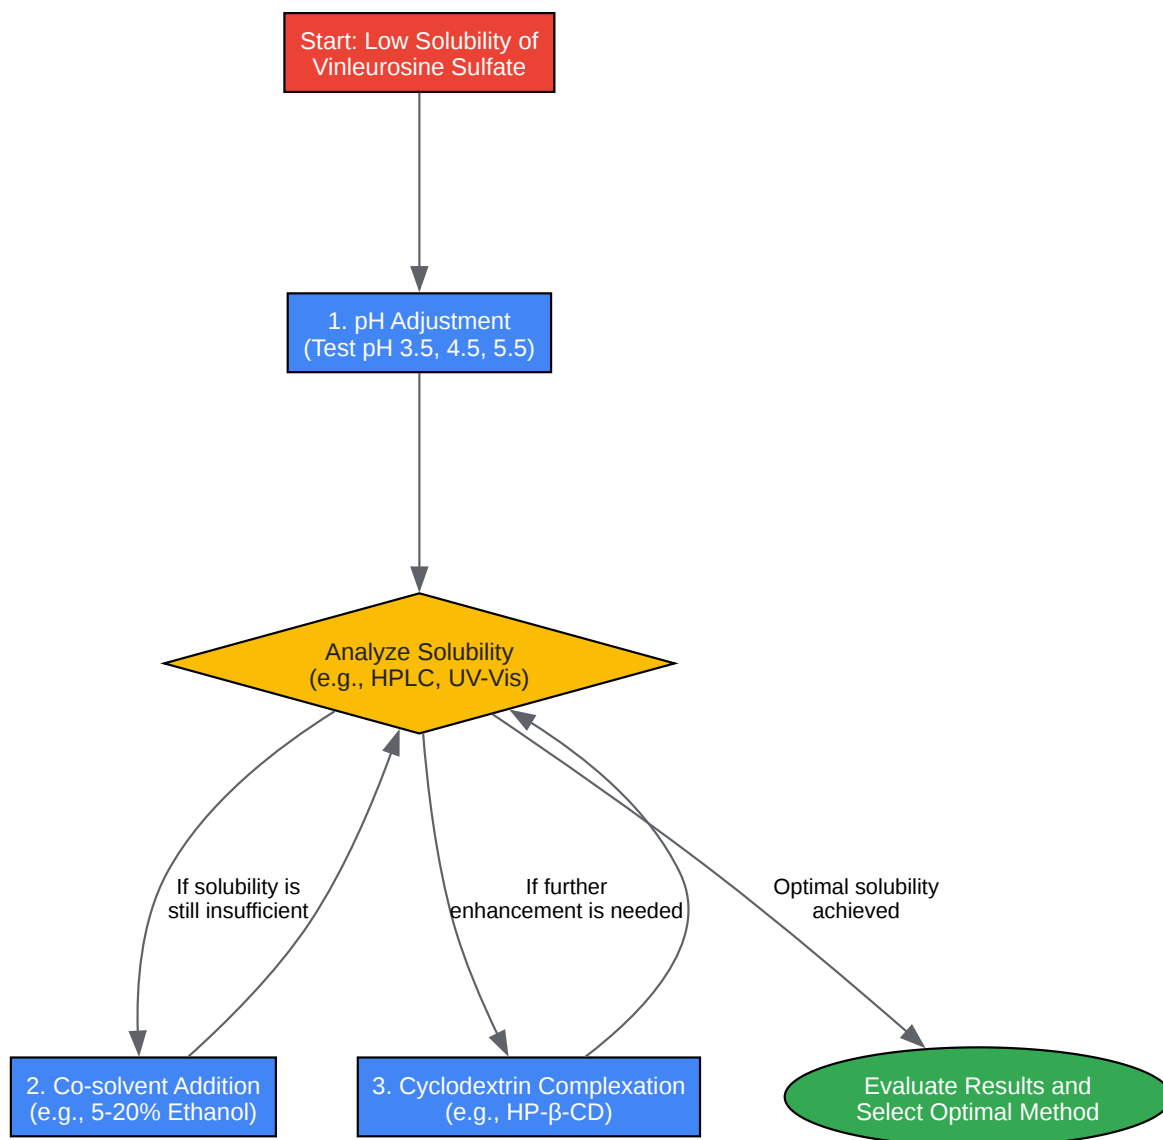 Start: Low Solubility of
Vinleurosine Sulfate
1. pH Adjustment
(Test pH 3.5, 4.5, 5.5)
Analyze Solubility
(e.g., HPLC, UV-Vis)
If solubility is
still insufficient
If further
enhancement is needed
Optimal solubility
achieved
2. Co-solvent Addition
(e.g., 5-20% Ethanol)
3. Cyclodextrin Complexation
(e.g., HP-β-CD)
Evaluate Results and
Select Optimal Method